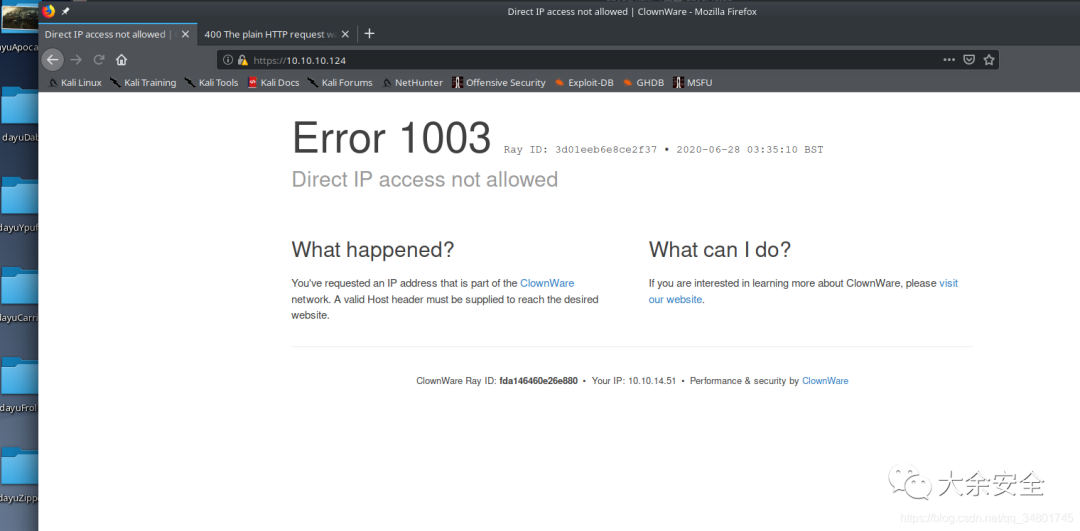 Direct IP access not allowed | ClownWare - Mozilla Firefox
Direct IP access not allowed |
400 The plain HTTP request w
https://10.10.10.124
Kali Linux Kali Training Kali Tools Kali Docs Kali Forums NetHunter Offensive Security Exploit-DB GHDB MSFU
ayuApoca
dayuDab
dayuYpuf
dayuCarri
dayuFrol
dayuZipp
Error 1003 Ray ID: 3d01eeb6e8ce2f37 • 2020-06-28 03:35:10 BST
Direct IP access not allowed
What happened?
You've requested an IP address that is part of the ClownWare
network. A valid Host header must be supplied to reach the desired
website.
What can I do?
If you are interested in learning more about ClownWare, please visit
our website.
ClownWare Ray ID: fda146460e26e880 • Your IP: 10.10.14.51 • Performance & security by ClownWare
大余安全
https://blog.csdn.net/qq_34801745